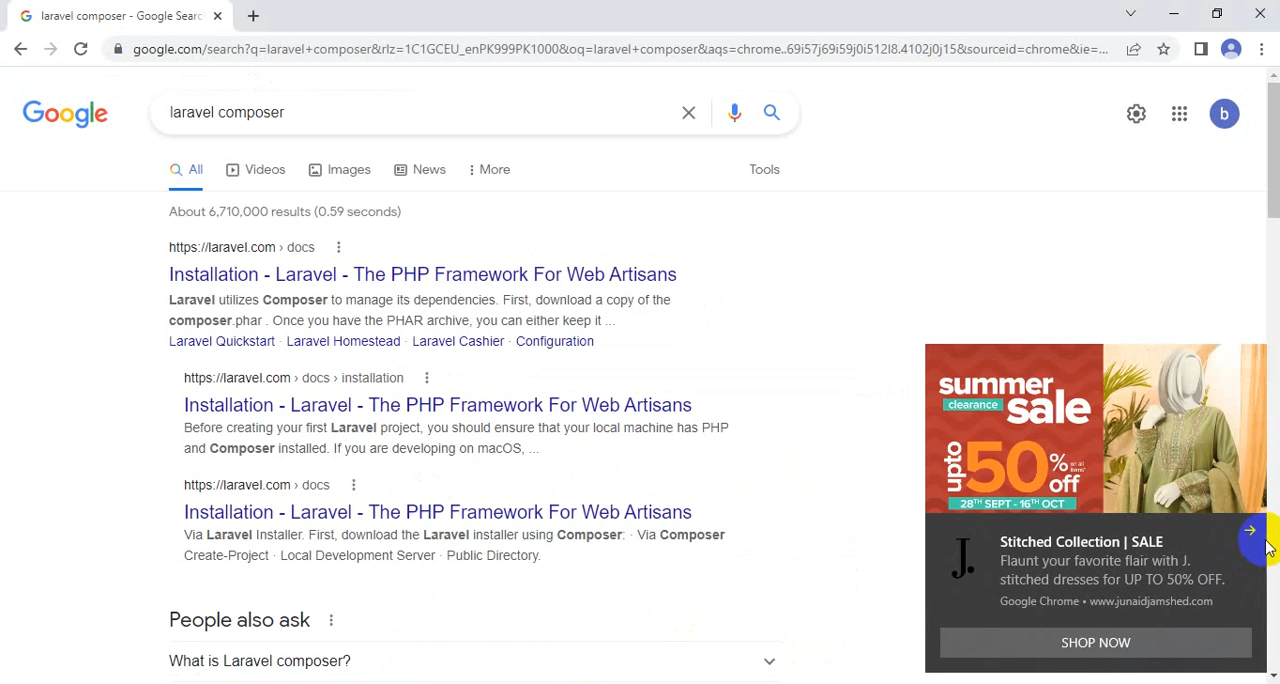 laravel composer - Google Searc
google.com/search?q=laravel+composer&rlz=1C1GCEU_enPK999PK1000&oq=laravel+composer&aqs=chrome..69i57j69i59j0i512l8.4102j0j15&sourceid=chrome&ie=...
Google
laravel composer
b
All
Videos
Images
News
More
Tools
About 6,710,000 results (0.59 seconds)
https://laravel.com › docs
Installation - Laravel - The PHP Framework For Web Artisans
Laravel utilizes Composer to manage its dependencies. First, download a copy of the
composer.phar . Once you have the PHAR archive, you can either keep it ...
Laravel Quickstart · Laravel Homestead · Laravel Cashier · Configuration
https://laravel.com › docs › installation
Installation - Laravel - The PHP Framework For Web Artisans
Before creating your first Laravel project, you should ensure that your local machine has PHP
and Composer installed. If you are developing on macOS, ...
https://laravel.com › docs
Installation - Laravel - The PHP Framework For Web Artisans
Via Laravel Installer. First, download the Laravel installer using Composer: · Via Composer
Create-Project · Local Development Server · Public Directory.
People also ask
What is Laravel composer?
summer
clearance
sale
upto
50% off
28TH SEPT - 16TH OCT
J.
Stitched Collection | SALE
Flaunt your favorite flair with J.
stitched dresses for UP TO 50% OFF.
Google Chrome • www.junaidjamshed.com
SHOP NOW